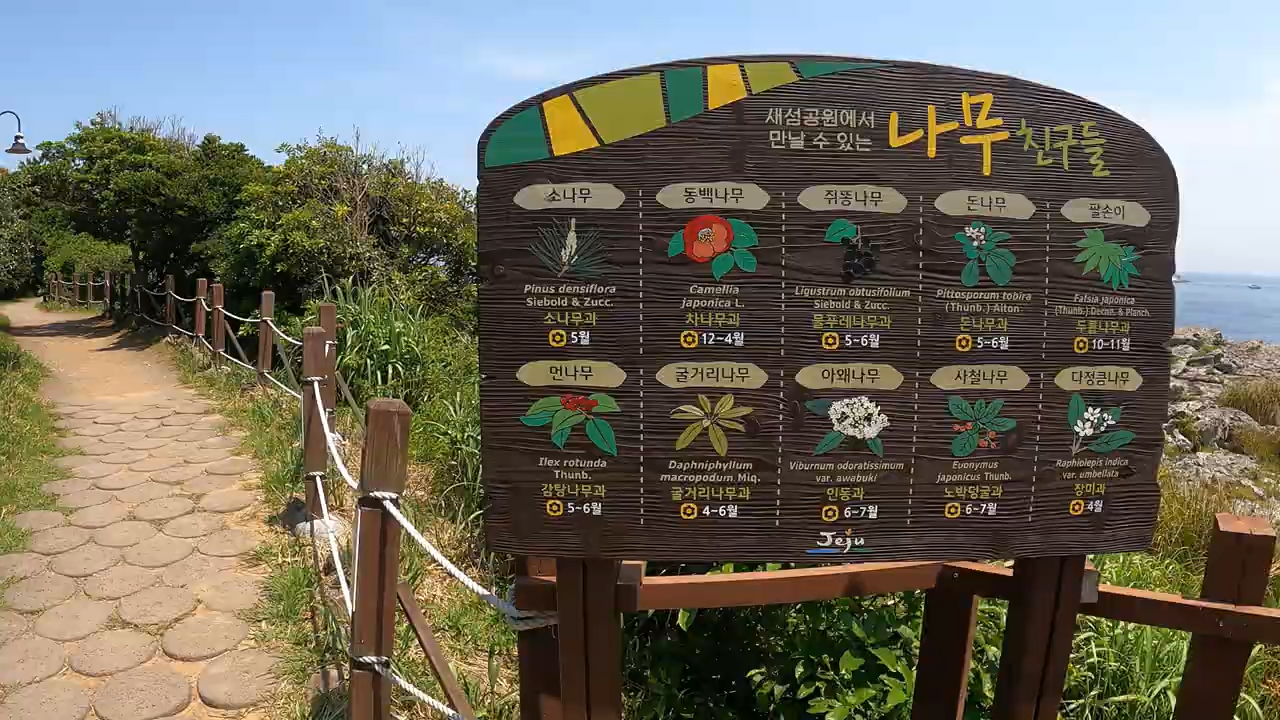 새섬공원에서
만날 수 있는
나무 친구들
소나무
Pinus densiflora
Siebold & Zucc.
소나무과
5월
동백나무
Camellia
japonica L.
차나무과
12~4월
쥐똥나무
Ligustrum obtusifolium
Siebold & Zucc.
물푸레나무과
5~6월
돈나무
Pittosporum tobira
(Thunb.) Aiton
돈나무과
5~6월
팔손이
Fatsia japonica
(Thunb.) Decne. & Planch.
두릅나무과
10~11월
먼나무
Ilex rotunda
Thunb.
감탕나무과
5~6월
굴거리나무
Daphniphyllum
macropodum Miq.
굴거리나무과
4~6월
아왜나무
Viburnum odoratissimum
var. awabuki
인동과
6~7월
사철나무
Euonymus
japonicus Thunb.
노박덩굴과
6~7월
다정큼나무
Raphiolepis indica
var. umbellata
장미과
4월
Jeju